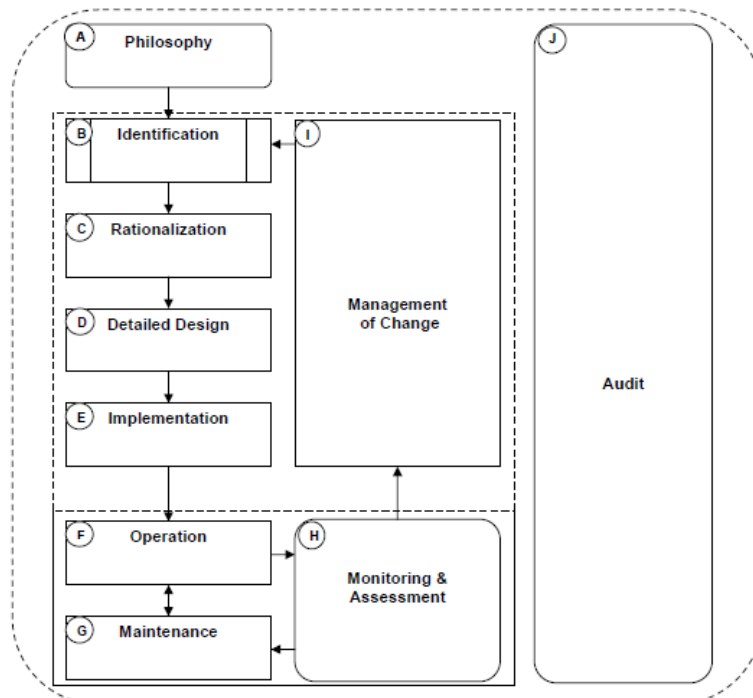 A
Philosophy
J
B
Identification
I
C
Rationalization
D
Detailed Design
Management
of Change
Audit
E
Implementation
F
Operation
H
Monitoring &
Assessment
G
Maintenance